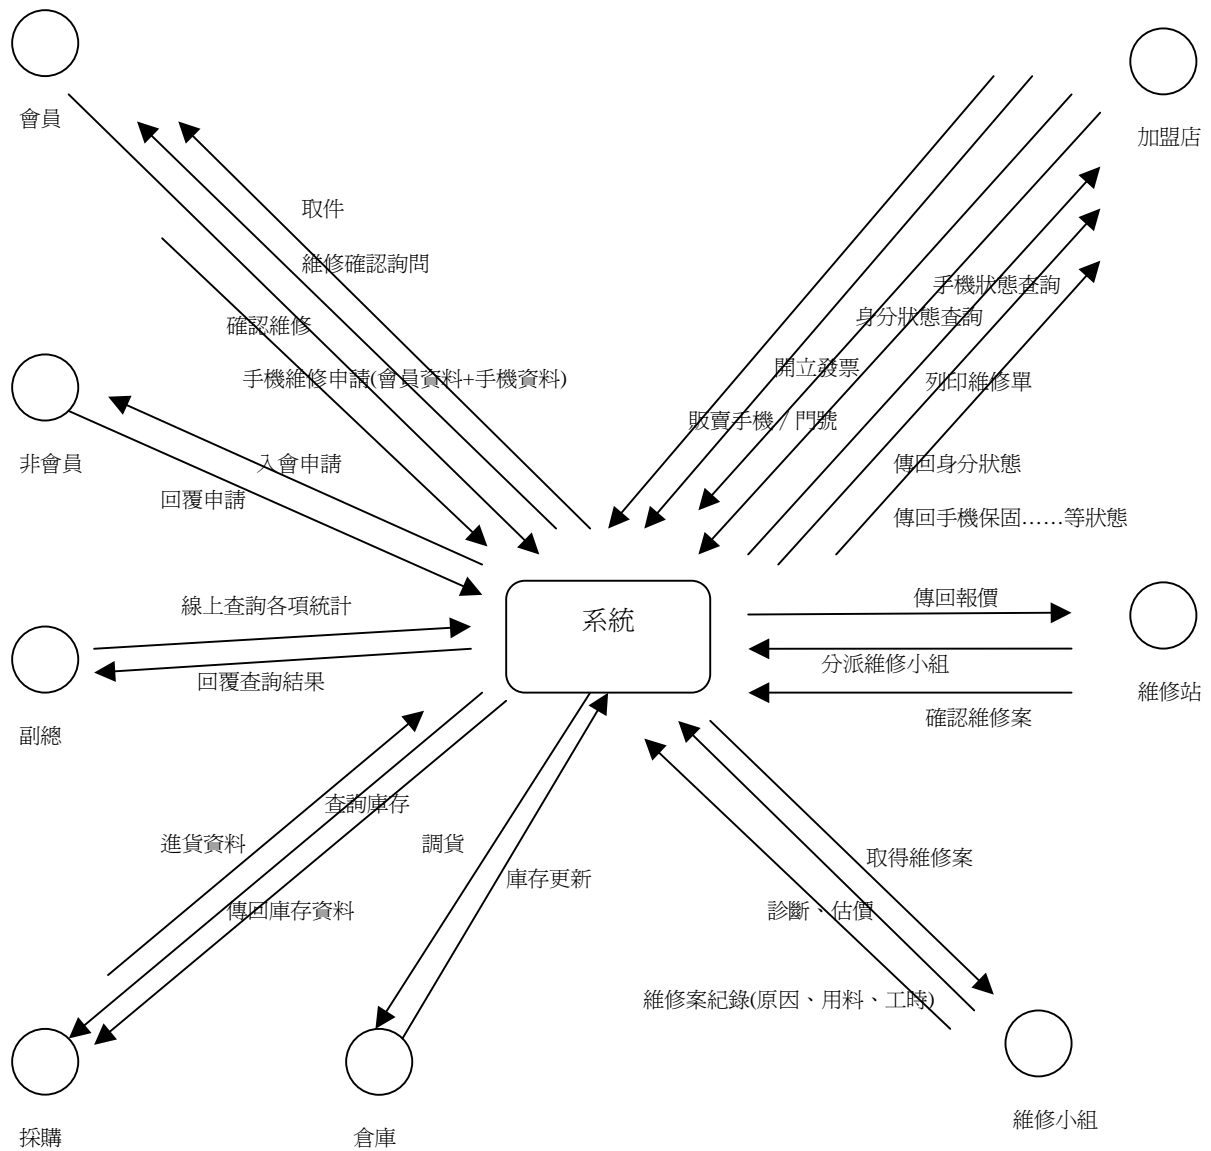 會員
加盟店
取件
維修確認詢問
手機狀態查詢
身分狀態查詢
確認維修
開立發票
手機維修申請(會員資料+手機資料)
列印維修單
販賣手機／門號
非會員
入會申請
傳回身分狀態
回覆申請
傳回手機保固……等狀態
傳回報價
線上查詢各項統計
系統
分派維修小組
回覆查詢結果
維修站
確認維修案
副總
查詢庫存
進貨資料
調貨
取得維修案
庫存更新
傳回庫存資料
診斷、估價
維修案紀錄(原因、用料、工時)
維修小組
採購
倉庫